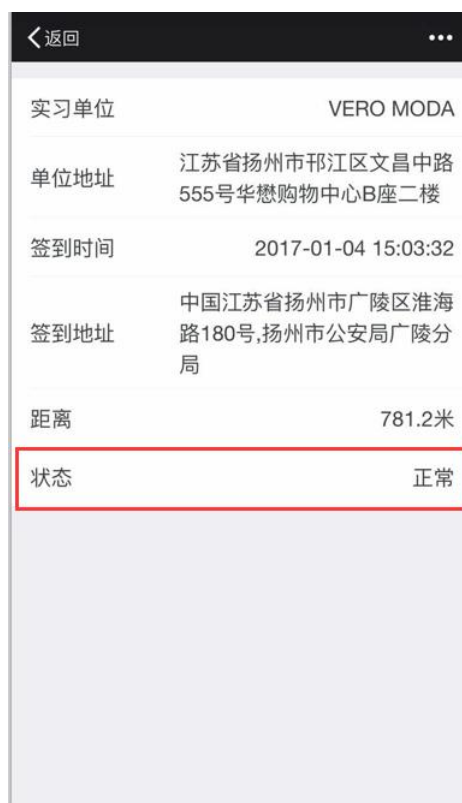 返回
实习单位 VERO MODA
单位地址 江苏省扬州市邗江区文昌中路
555号华懋购物中心B座二楼
签到时间 2017-01-04 15:03:32
签到地址 中国江苏省扬州市广陵区淮海
路180号,扬州市公安局广陵分
局
距离 781.2米
状态 正常